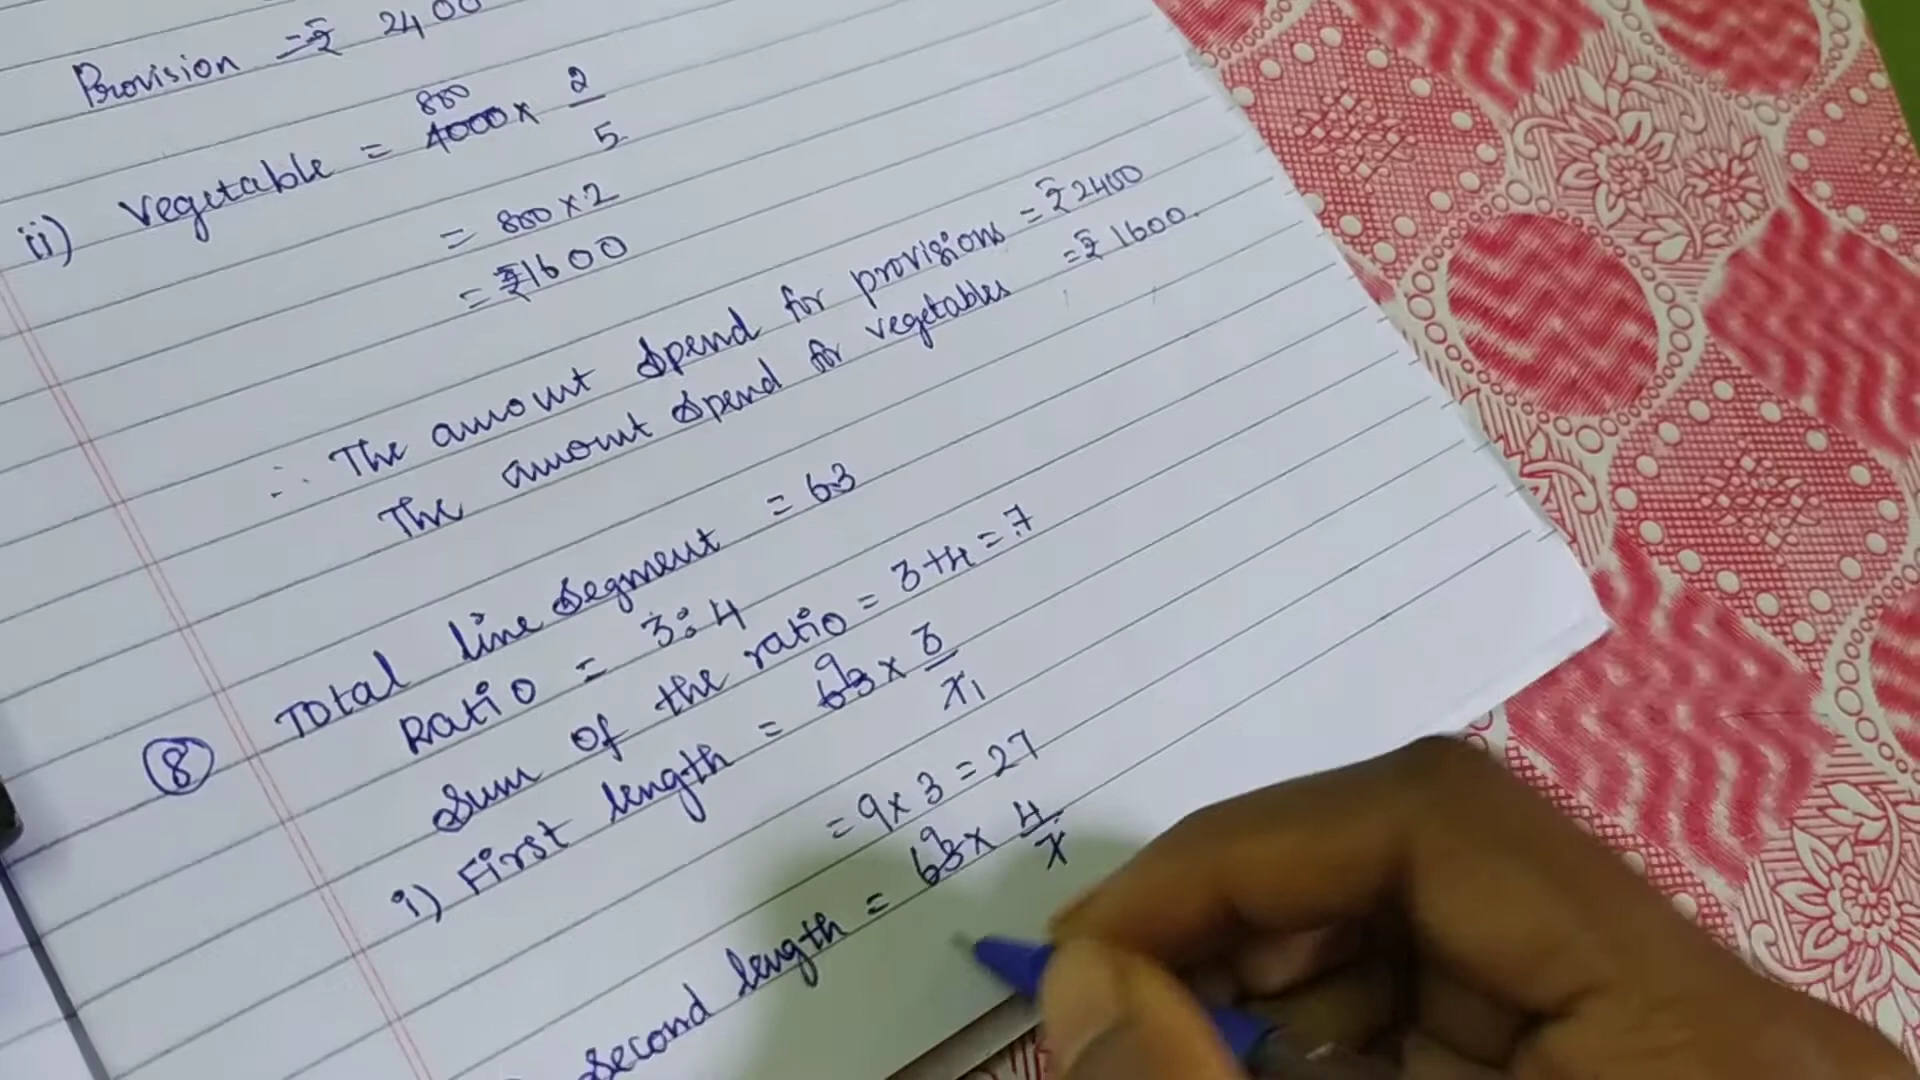 Provision = ₹ 2400
ii) Vegetable = 800 4000 × 2/5
= 800 × 2
= ₹1600
∴ The amount spend for provisions = ₹ 2400
The amount spend for vegetables = ₹ 1600.
8 Total line segment = 63
Ratio = 3:4
Sum of the ratio = 3+4 = 7
i) First length = 9 63 × 3/7 1
= 9 × 3 = 27
Second length = 9 63 × 4/7